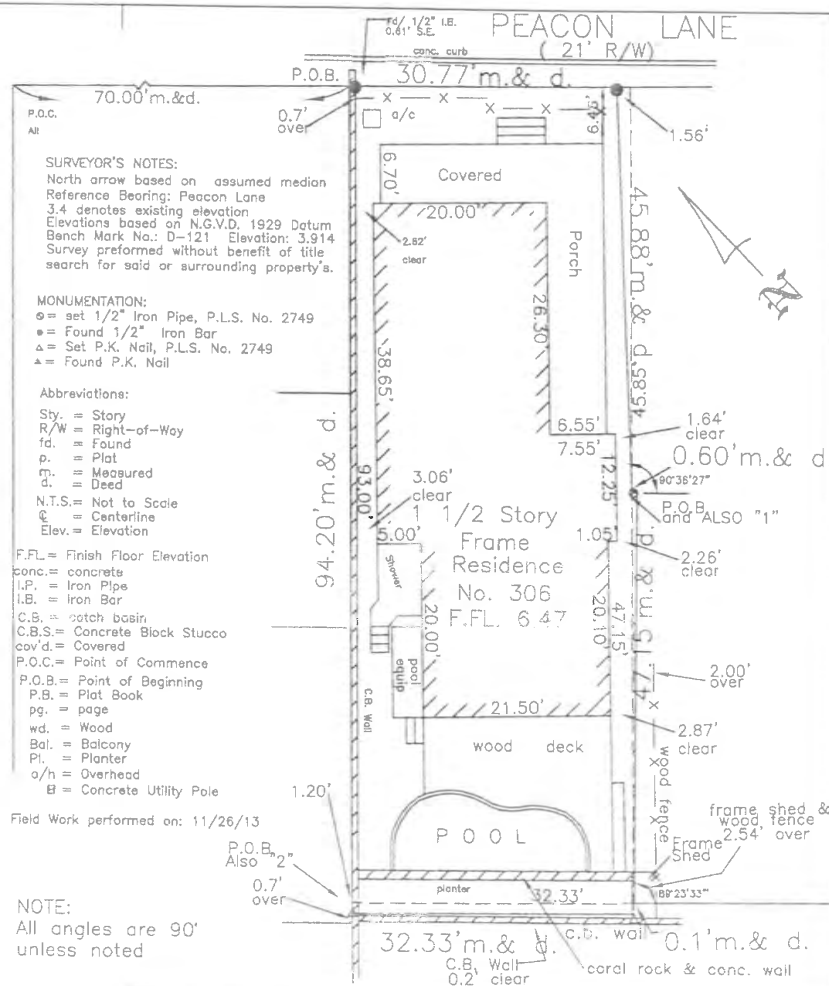 Fd/ 1/2" I.B.
0.61' S.E.
PEACON LANE
conc. curb
( 21' R/W)
P.O.B.
30.77'm.& d.
70.00'm.&d.
P.O.C.
0.7'
over
a/c
6.45'
1.56'
SURVEYOR'S NOTES:
North arrow based on assumed median
Reference Bearing: Peacon Lane
3.4 denotes existing elevation
Elevations based on N.G.V.D. 1929 Datum
Bench Mark No.: D-121 Elevation: 3.914
Survey preformed without benefit of title
search for said or surrounding property's.
6.70'
Covered
Porch
20.00'
2.62'
clear
45.88'm.& d
45.85'd
N
MONUMENTATION:
= set 1/2" Iron Pipe, P.L.S. No. 2749
● = Found 1/2" Iron Bar
△ = Set P.K. Nail, P.L.S. No. 2749
▲ = Found P.K. Nail
26.30'
38.65'
Abbreviations:
Sty. = Story
R/W = Right-of-Way
fd. = Found
p. = Plat
m. = Measured
d. = Deed
N.T.S.= Not to Scale
℄ = Centerline
Elev.= Elevation
F.FL.= Finish Floor Elevation
conc.= concrete
I.P. = Iron Pipe
I.B. = Iron Bar
C.B. = catch basin
C.B.S.= Concrete Block Stucco
cov'd.= Covered
P.O.C.= Point of Commence
P.O.B.= Point of Beginning
P.B. = Plat Book
pg. = page
wd. = Wood
Bal. = Balcony
Pl. = Planter
o/h = Overhead
= Concrete Utility Pole
Field Work performed on: 11/26/13
94.20'm.& d.
93.00'
6.55'
7.55'
12.25'
1.64'
clear
0.60'm.& d
90°36'27"
P.O.B.
and ALSO "1"
3.06'
clear
1 1/2 Story
Frame
Residence
No. 306
F.FL. 6.47
5.00'
1.05'
2.26'
clear
Shower
20.00'
20.10'
47.15'
47.15'm.& d.
pool
equip
2.00'
over
21.50'
2.87'
clear
C.B. Wall
wood deck
wood fence
1.20'
POOL
frame shed &
wood fence
2.54' over
Frame
Shed
P.O.B.
Also "2"
0.7'
over
planter
32.33'
89°23'33"
NOTE:
All angles are 90'
unless noted
32.33'm.& d.
C.B. wall
0.1'm.& d.
C.B. Wall
0.2' clear
coral rock & conc. wall